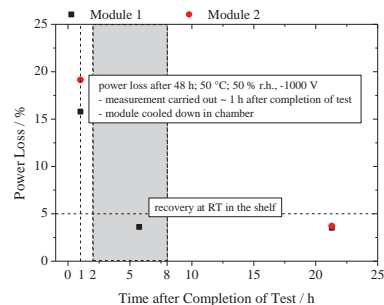 Module 1 Module 2
25
20
15
10
5
0
Power Loss / %
power loss after 48 h; 50 °C; 50 % r.h., -1000 V
- measurement carried out ~ 1 h after completion of test
- module cooled down in chamber
recovery at RT in the shelf
0 1 2 5 8 10 15 20 25
Time after Completion of Test / h